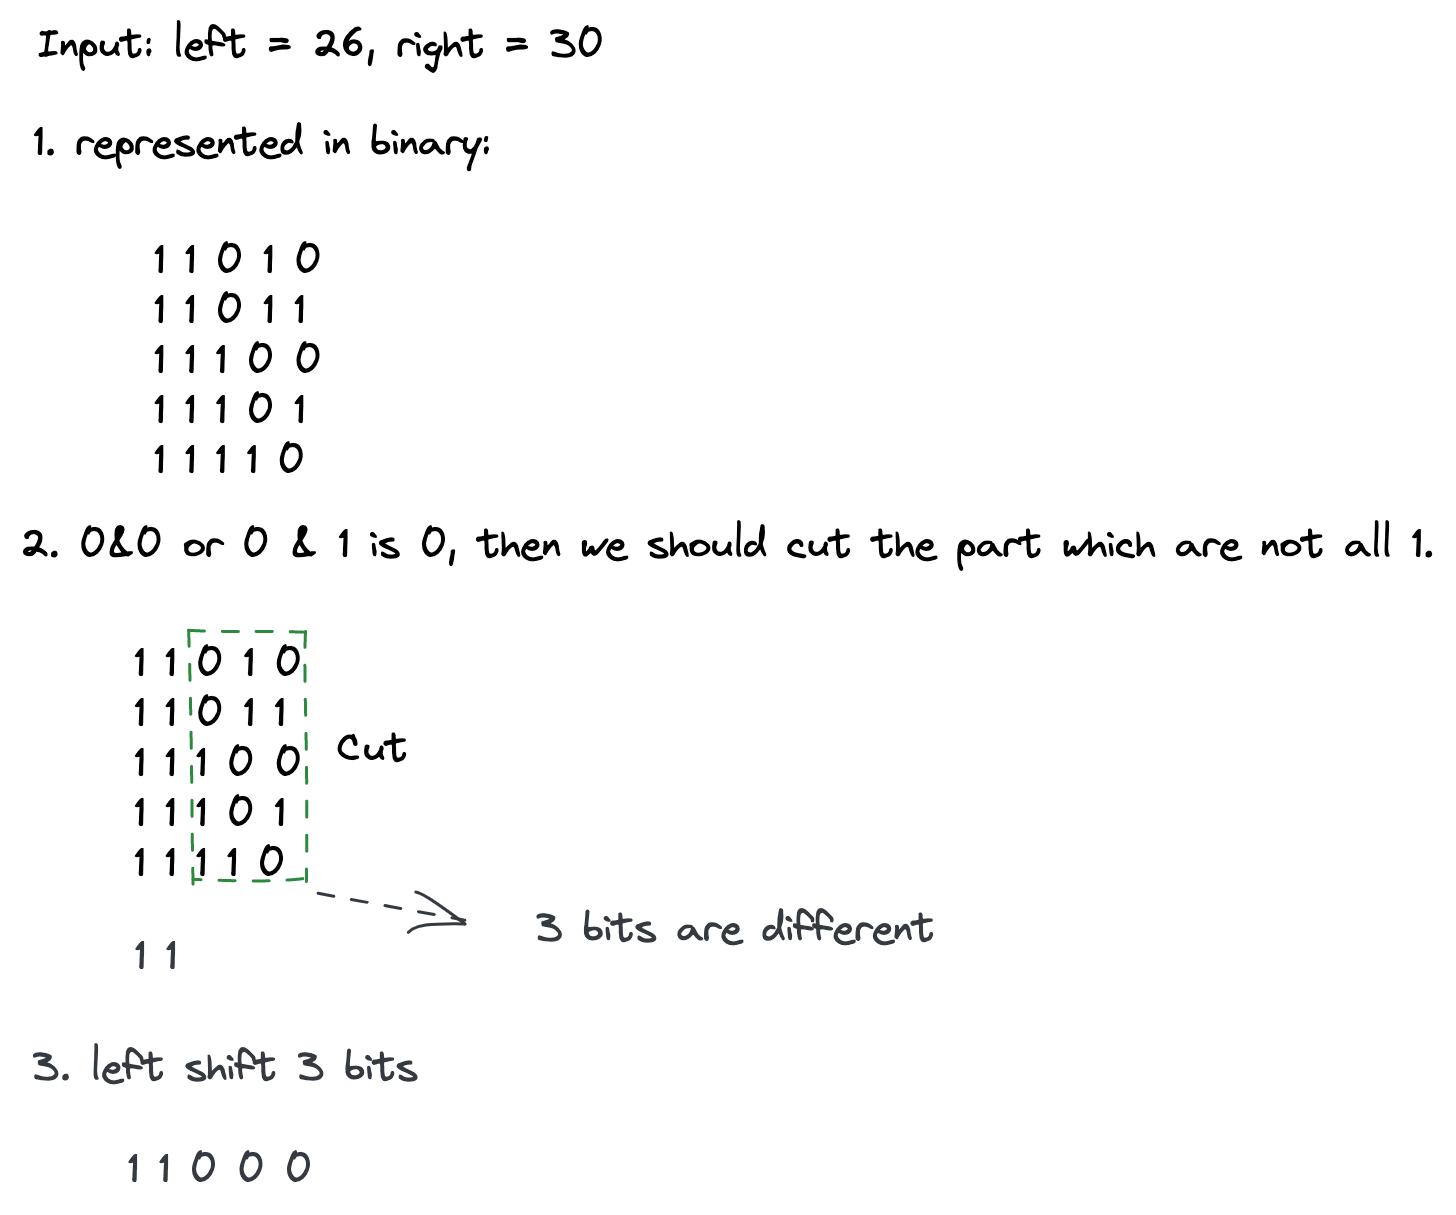 Input: left = 26, right = 30
1. represented in binary:
1 1 0 1 0
1 1 0 1 1
1 1 1 0 0
1 1 1 0 1
1 1 1 1 0
2. 0&0 or 0 & 1 is 0, then we should cut the part which are not all 1.
1 1 0 1 0
1 1 0 1 1
1 1 1 0 0
Cut
1 1 1 0 1
1 1 1 1 0
3 bits are different
1 1
3. left shift 3 bits
1 1 0 0 0